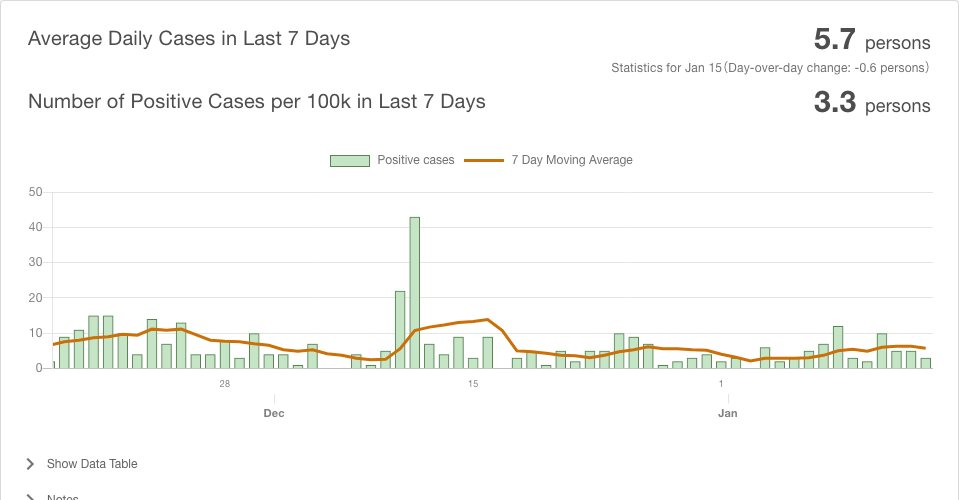 Average Daily Cases in Last 7 Days
5.7 persons
Statistics for Jan 15(Day-over-day change: -0.6 persons)
Number of Positive Cases per 100k in Last 7 Days
3.3 persons
Positive cases
7 Day Moving Average
50
40
30
20
10
0
28
15
1
Dec
Jan
Show Data Table
Notes